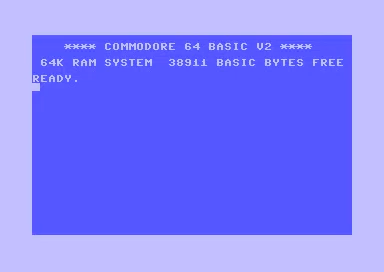 **** COMMODORE 64 BASIC V2 ****
64K RAM SYSTEM  38911 BASIC BYTES FREE
READY.